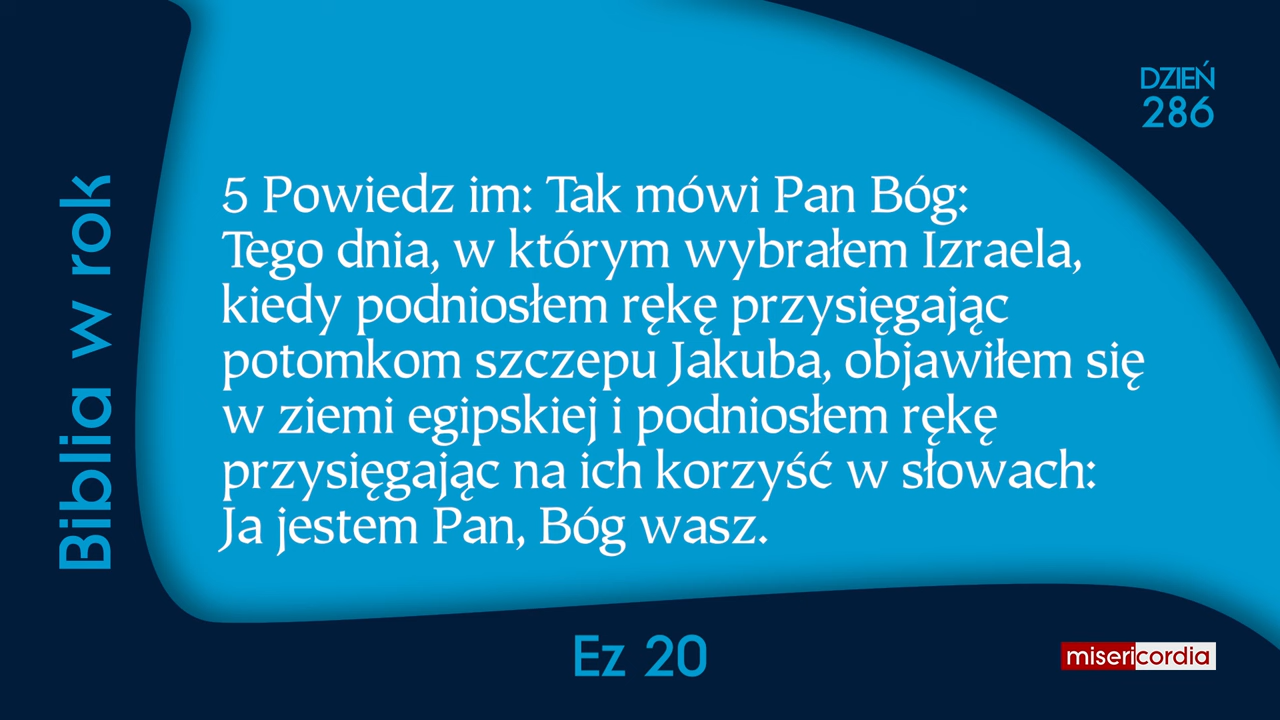 DZIEŃ
286
5 Powiedz im: Tak mówi Pan Bóg:
Tego dnia, w którym wybrałem Izraela,
kiedy podniosłem rękę przysięgając
potomkom szczepu Jakuba, objawiłem się
w ziemi egipskiej i podniosłem rękę
przysięgając na ich korzyść w słowach:
Ja jestem Pan, Bóg wasz.
Biblia w rok
Ez 20
misericordia